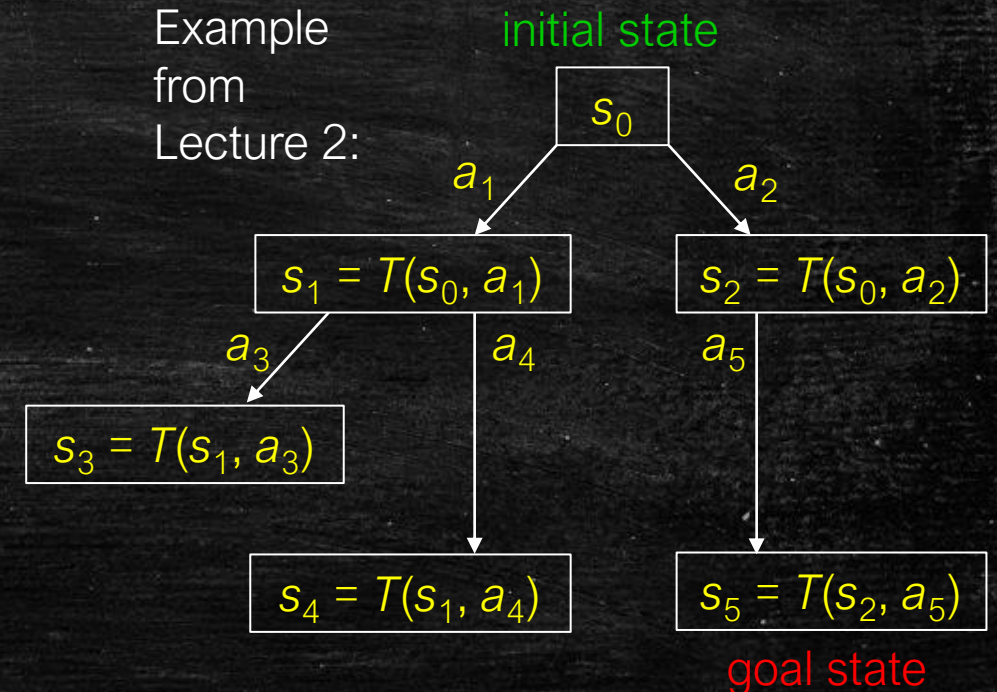 Example
from
Lecture 2:
initial state
s₀
a₁
a₂
s₁ = T(s₀, a₁)
s₂ = T(s₀, a₂)
a₃
a₄
a₅
s₃ = T(s₁, a₃)
s₄ = T(s₁, a₄)
s₅ = T(s₂, a₅)
goal state